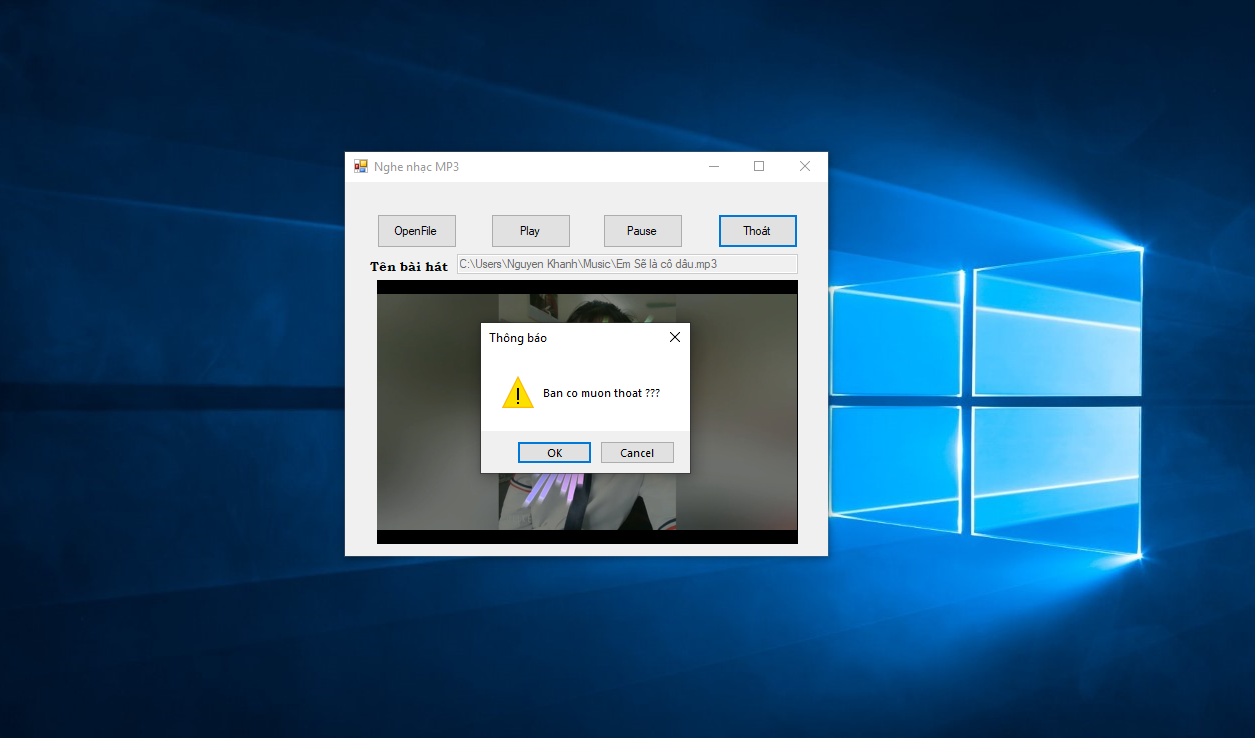 Nghe nhạc MP3
OpenFile Play Pause Thoát
Tên bài hát C:\Users\Nguyen Khanh\Music\Em Sẽ là cô dâu.mp3
Thông báo
Ban co muon thoat ???
OK Cancel